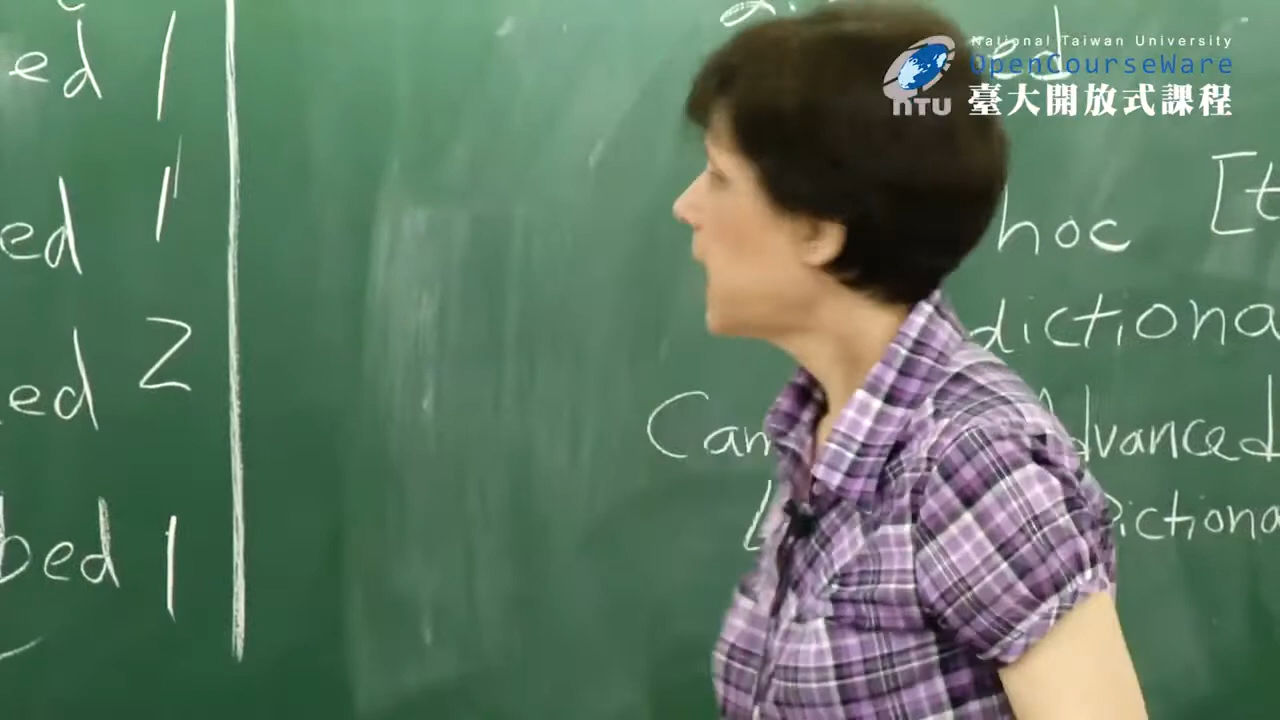 National Taiwan University
OpenCourseWare
NTU 臺大開放式課程
ed 1
ed 1
ed 2
bed 1
ed
hoc [t
dictiona
Cam Advanced
Dictiona